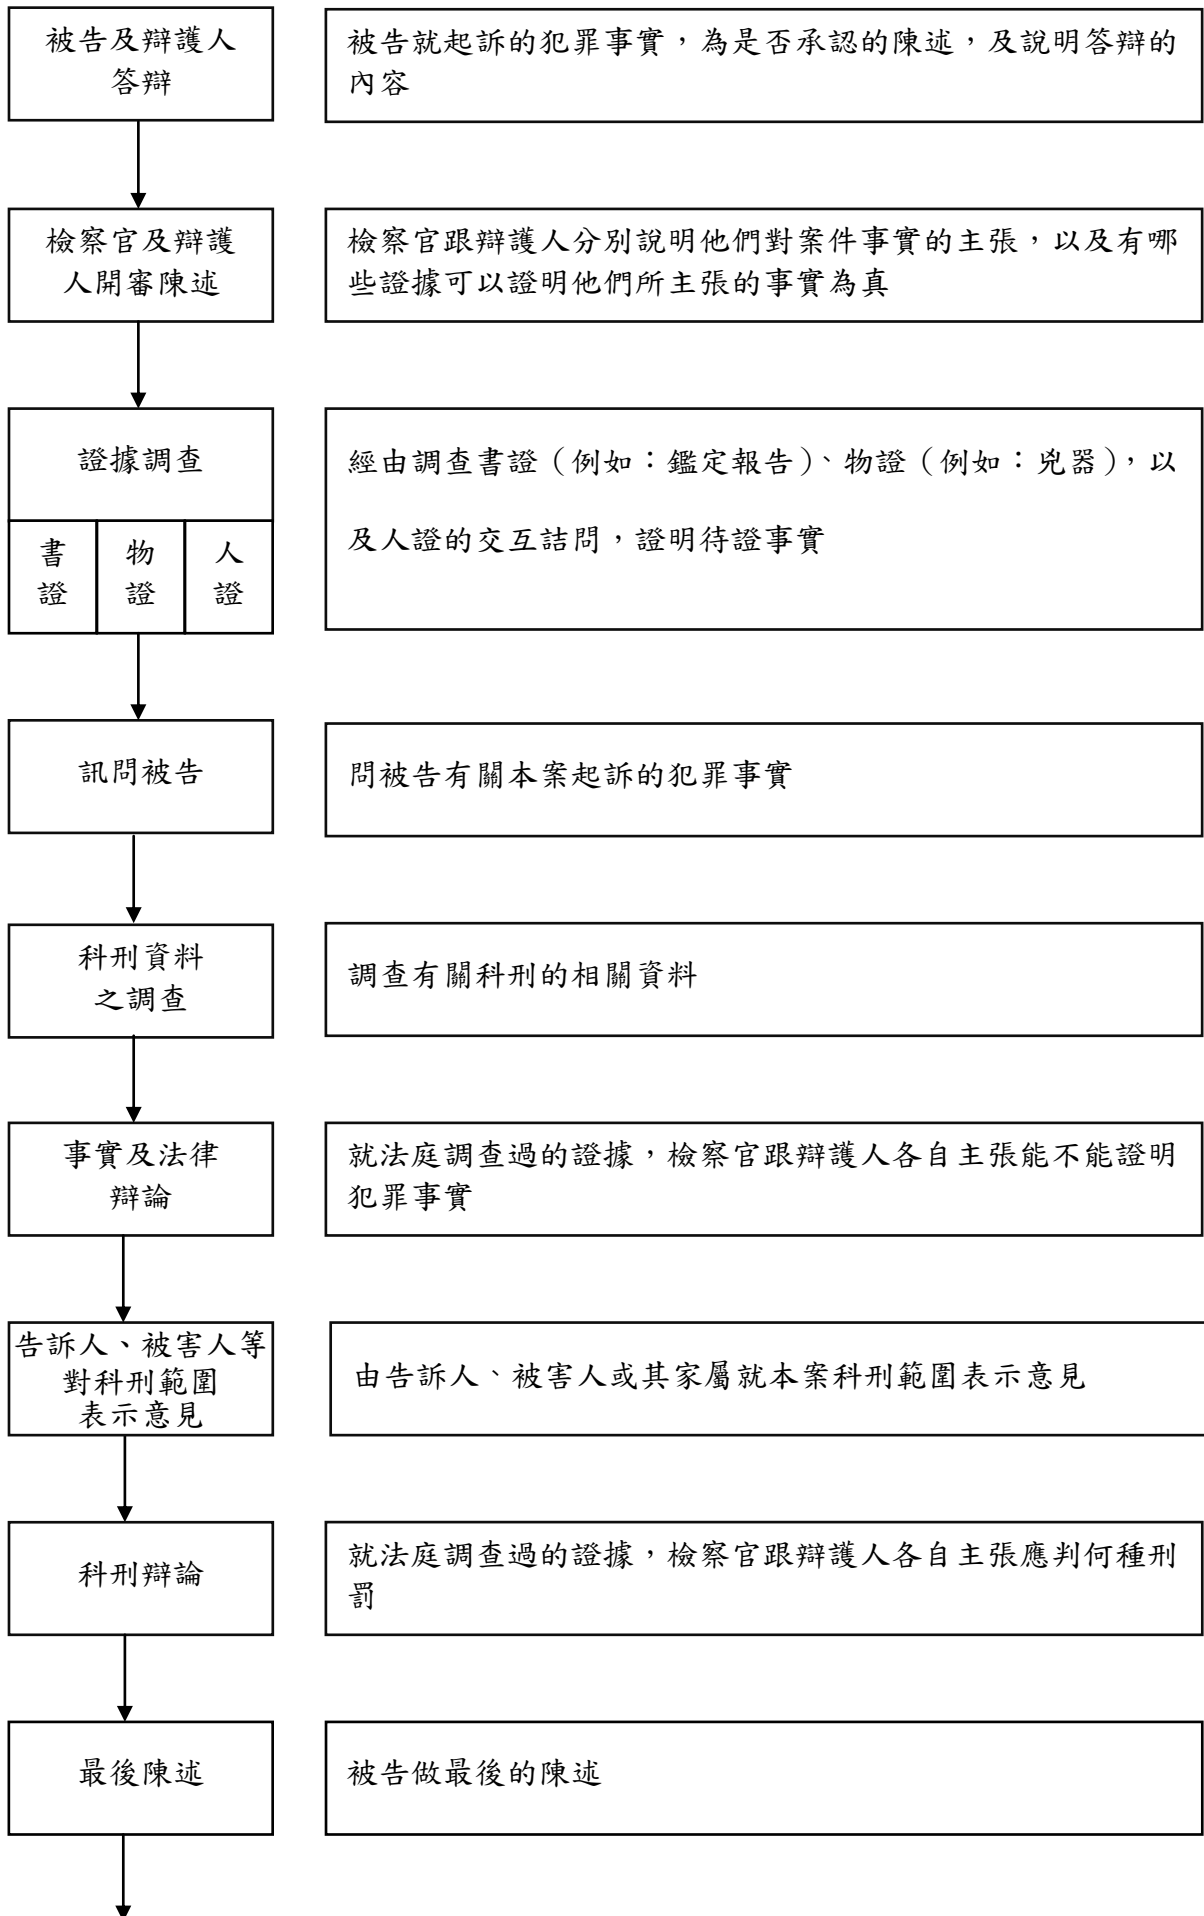 被告及辯護人
答辯
被告就起訴的犯罪事實，為是否承認的陳述，及說明答辯的
內容
檢察官及辯護
人開審陳述
檢察官跟辯護人分別說明他們對案件事實的主張，以及有哪
些證據可以證明他們所主張的事實為真
證據調查
書
證
物
證
人
證
經由調查書證（例如：鑑定報告）、物證（例如：兇器），以
及人證的交互詰問，證明待證事實
訊問被告
問被告有關本案起訴的犯罪事實
科刑資料
之調查
調查有關科刑的相關資料
事實及法律
辯論
就法庭調查過的證據，檢察官跟辯護人各自主張能不能證明
犯罪事實
告訴人、被害人等
對科刑範圍
表示意見
由告訴人、被害人或其家屬就本案科刑範圍表示意見
科刑辯論
就法庭調查過的證據，檢察官跟辯護人各自主張應判何種刑
罰
最後陳述
被告做最後的陳述